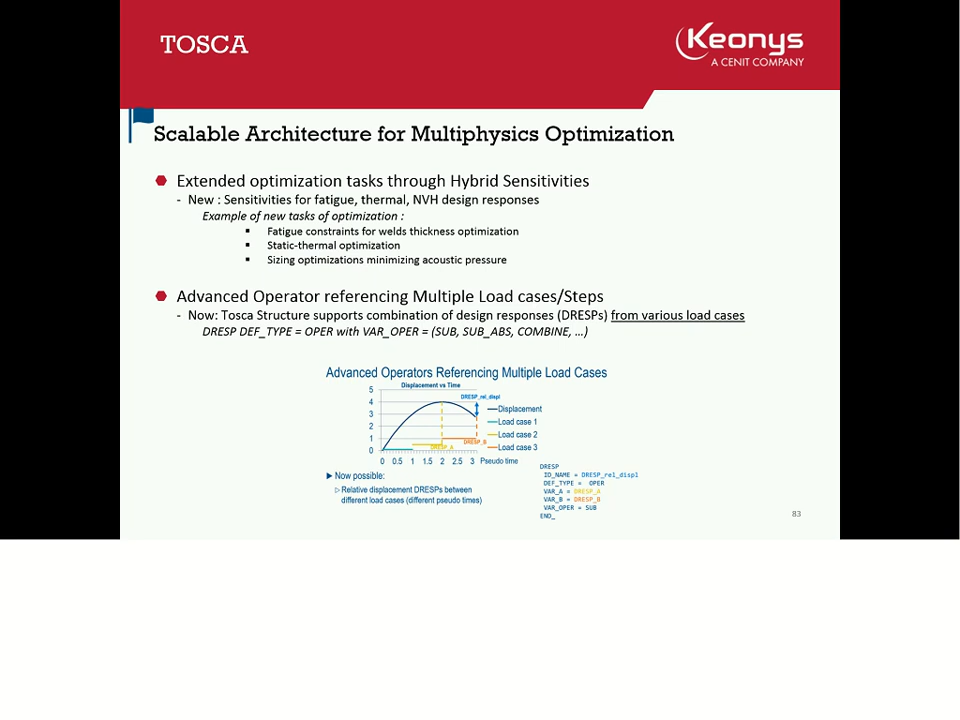 TOSCA
Keonys
A CENIT COMPANY
Scalable Architecture for Multiphysics Optimization
Extended optimization tasks through Hybrid Sensitivities
- New : Sensitivities for fatigue, thermal, NVH design responses
Example of new tasks of optimization :
▪ Fatigue constraints for welds thickness optimization
▪ Static-thermal optimization
▪ Sizing optimizations minimizing acoustic pressure
Advanced Operator referencing Multiple Load cases/Steps
- Now: Tosca Structure supports combination of design responses (DRESPs) from various load cases
DRESP DEF_TYPE = OPER with VAR_OPER = (SUB, SUB_ABS, COMBINE, …)
Advanced Operators Referencing Multiple Load Cases
Displacement vs Time
5
4
3
2
1
0
DRESP_rel_displ
DRESP_A
DRESP_B
0 0.5 1 1.5 2 2.5 3 Pseudo time
Displacement
Load case 1
Load case 2
Load case 3
▶ Now possible:
▷ Relative displacement DRESPs between
different load cases (different pseudo times)
DRESP
ID_NAME = DRESP_rel_displ
DEF_TYPE = OPER
VAR_A = DRESP_A
VAR_B = DRESP_B
VAR_OPER = SUB
END_
83